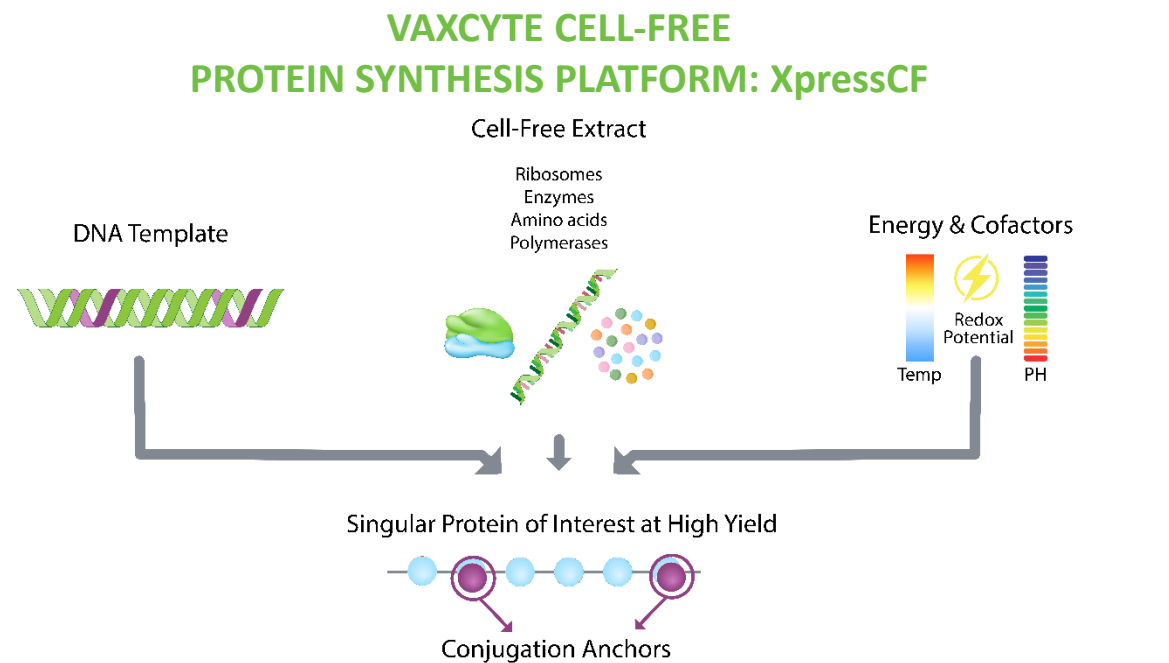 VAXCYTE CELL-FREE
PROTEIN SYNTHESIS PLATFORM: XpressCF
Cell-Free Extract
Ribosomes
Enzymes
Amino acids
Polymerases
DNA Template
Energy & Cofactors
Redox
Potential
Temp
PH
Singular Protein of Interest at High Yield
Conjugation Anchors